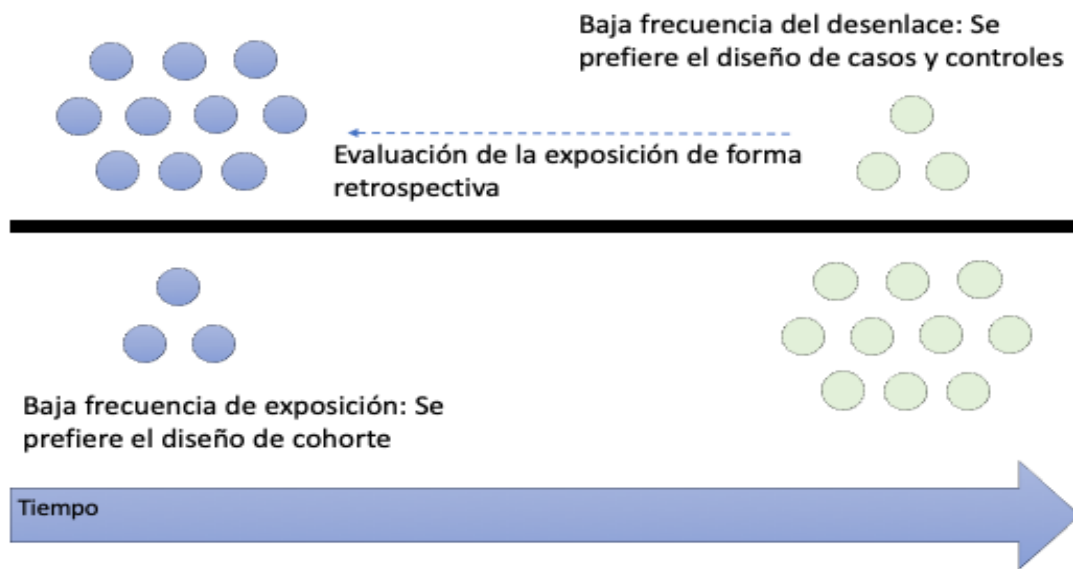 Baja frecuencia del desenlace: Se
prefiere el diseño de casos y controles
Evaluación de la exposición de forma
retrospectiva
Baja frecuencia de exposición: Se
prefiere el diseño de cohorte
Tiempo